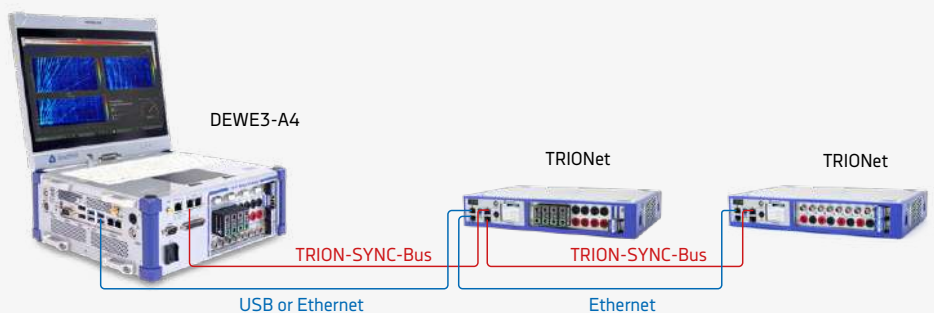 DEWE3-A4
TRIONet
TRIONet
TRION-SYNC-Bus
TRION-SYNC-Bus
USB or Ethernet
Ethernet